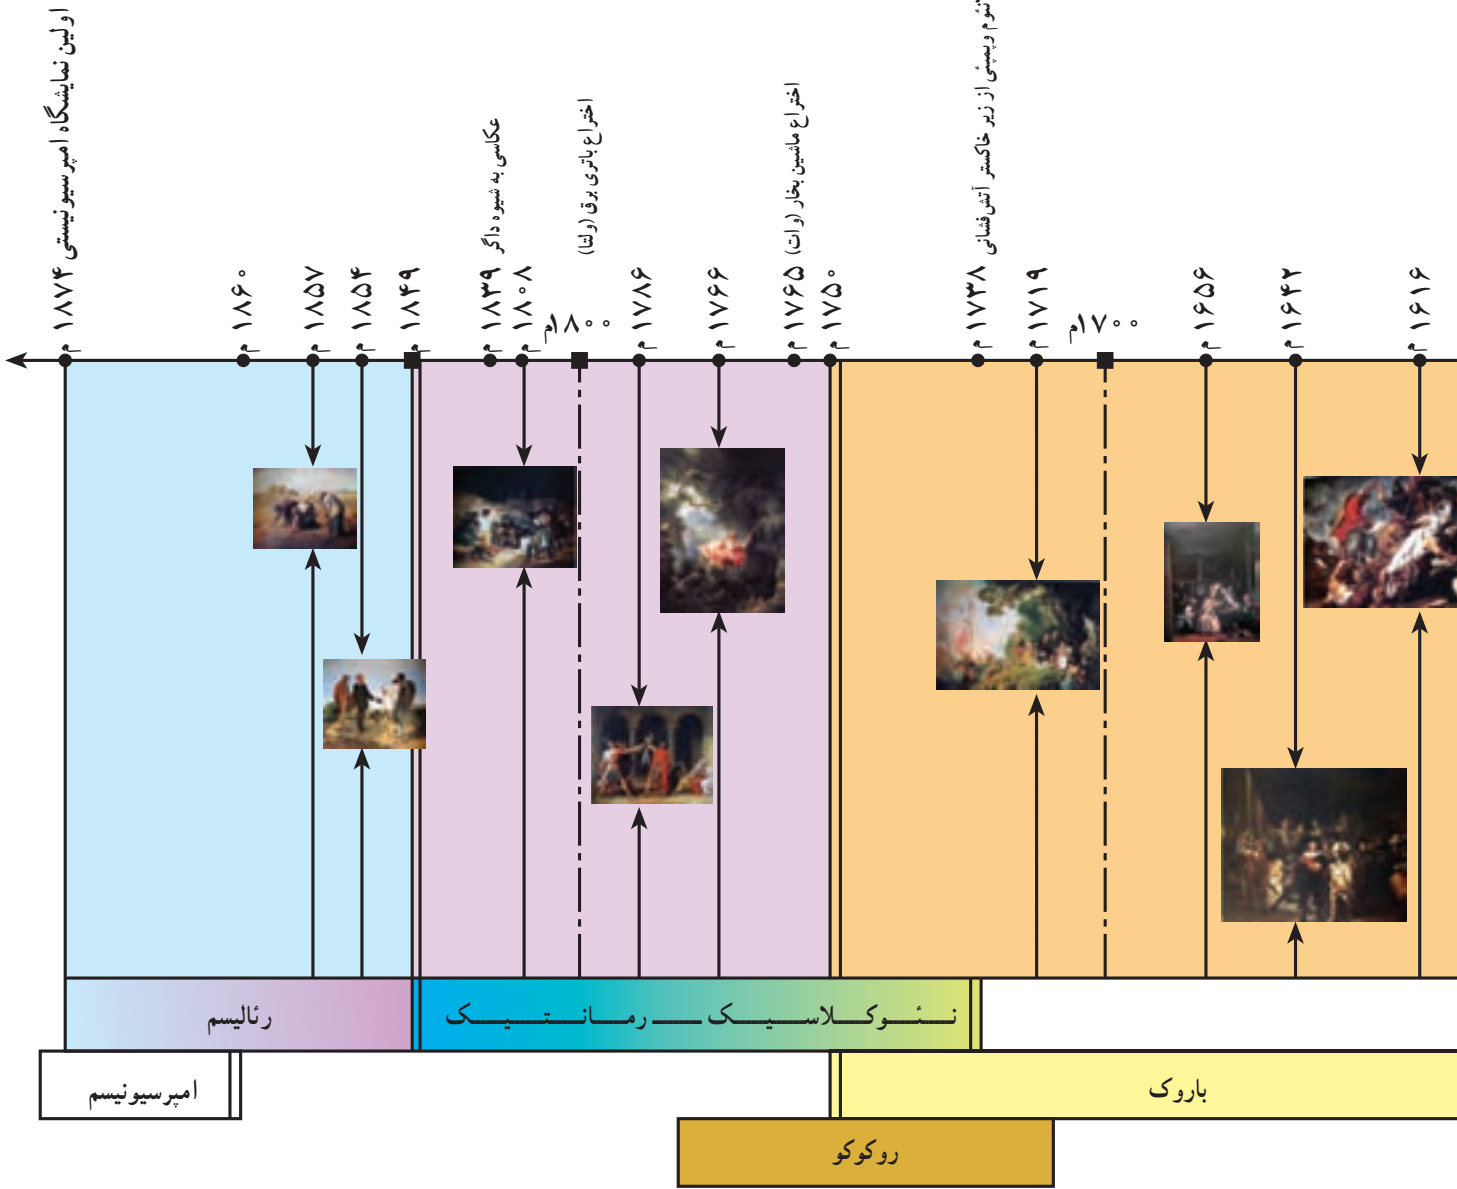 ۱۶۱۶ م
۱۶۴۲ م
۱۶۵۶ م
۱۷۰۰م
۱۷۱۹ م
۱۷۳۸ م وپمپئی از زیر خاکستر آتش‌فشانی
۱۷۵۰ م
۱۷۶۵ م اختراع ماشین بخار (وات)
۱۷۶۶ م
۱۷۸۶ م
۱۸۰۰م اختراع باتری برق (ولتا)
۱۸۰۸ م
۱۸۳۹ م عکاسی به شیوه داگر
۱۸۴۹ م
۱۸۵۴ م
۱۸۵۷ م
۱۸۶۰ م
۱۸۷۴ م اولین نمایشگاه امپرسیونیستی
نئوکلاسیک ــ رمانتیک
رئالیسم
باروک
امپرسیونیسم
روکوکو